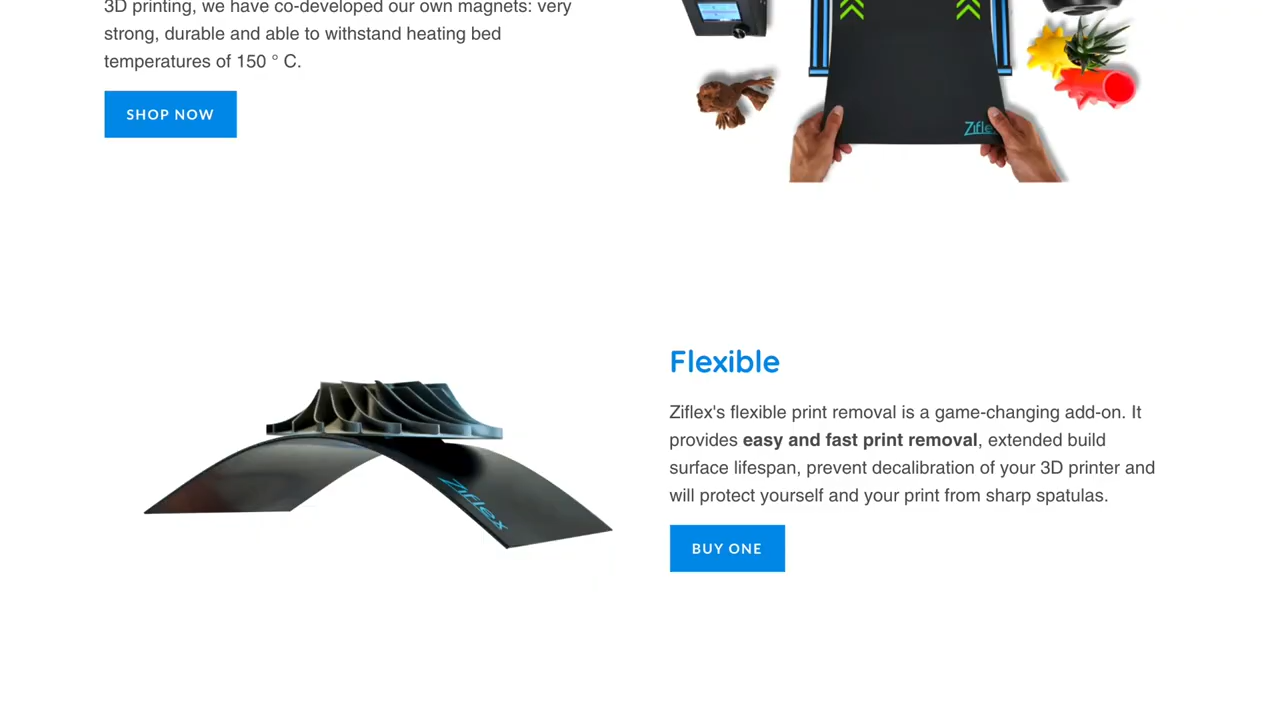 3D printing, we have co-developed our own magnets: very
strong, durable and able to withstand heating bed
temperatures of 150 ° C.
SHOP NOW
Zifle
Flexible
Ziflex's flexible print removal is a game-changing add-on. It
provides easy and fast print removal, extended build
surface lifespan, prevent decalibration of your 3D printer and
will protect yourself and your print from sharp spatulas.
BUY ONE
Ziflex